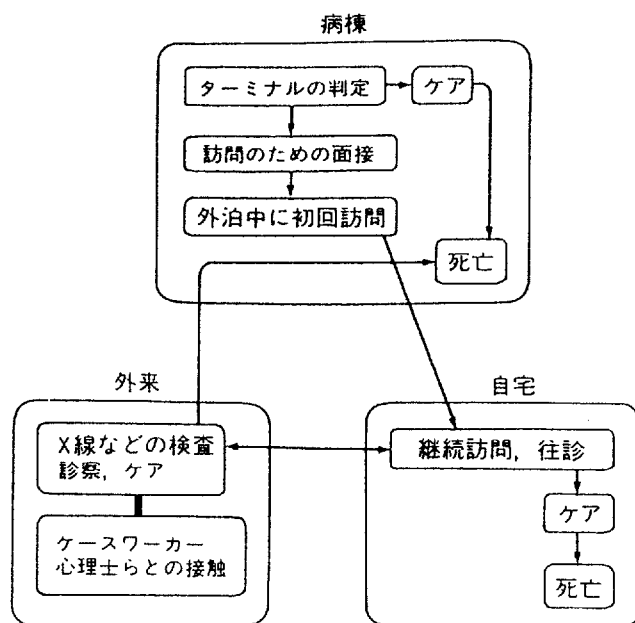 病棟
ターミナルの判定
ケア
訪問のための面接
外泊中に初回訪問
死亡
外来
X線などの検査
診察，ケア
ケースワーカー
心理士らとの接触
自宅
継続訪問，往診
ケア
死亡